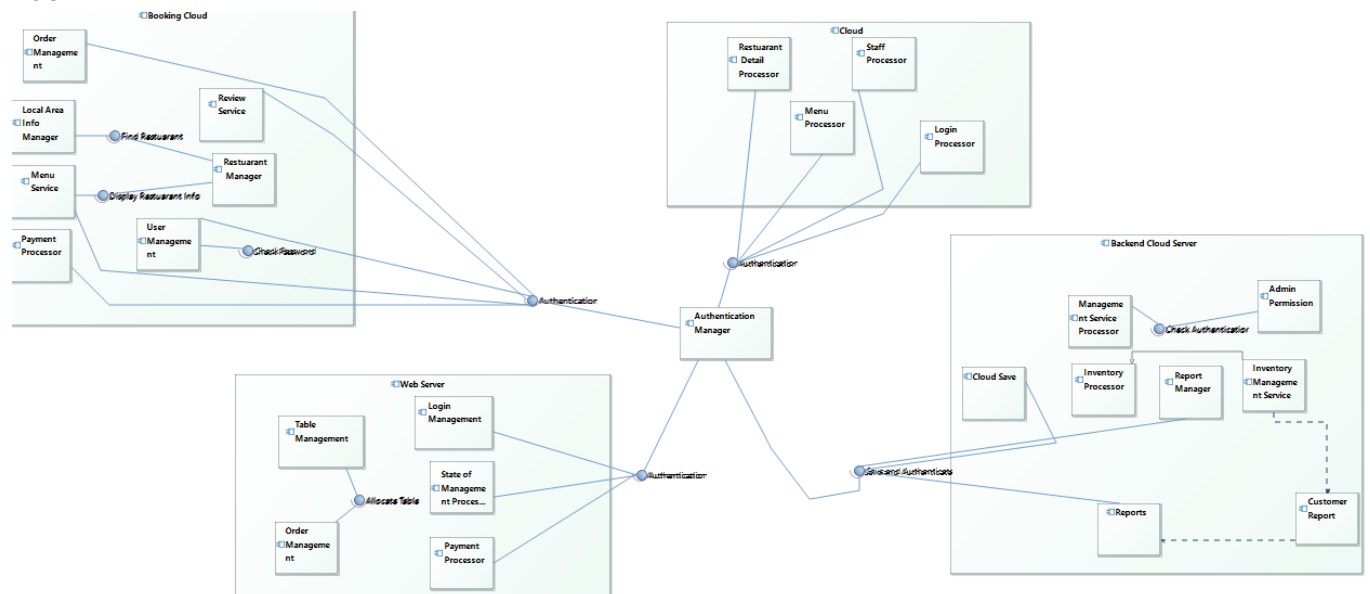 Booking Cloud
Order
Manageme
nt
Review
Service
Local Area
Info
Manager
Find Restuarant
Restuarant
Manager
Menu
Service
Display Restuarant Info
User
Manageme
nt
Check Password
Payment
Processor
Authentication
Cloud
Restuarant
Detail
Processor
Staff
Processor
Menu
Processor
Login
Processor
Authentication
Authentication
Manager
Backend Cloud Server
Manageme
nt Service
Processor
Admin
Permission
Check Authentication
Cloud Save
Inventory
Processor
Report
Manager
Inventory
Manageme
nt Service
Save and Authenticate
Reports
Customer
Report
Web Server
Login
Management
Table
Management
State of
Manageme
nt Proces...
Authentication
Allocate Table
Order
Manageme
nt
Payment
Processor